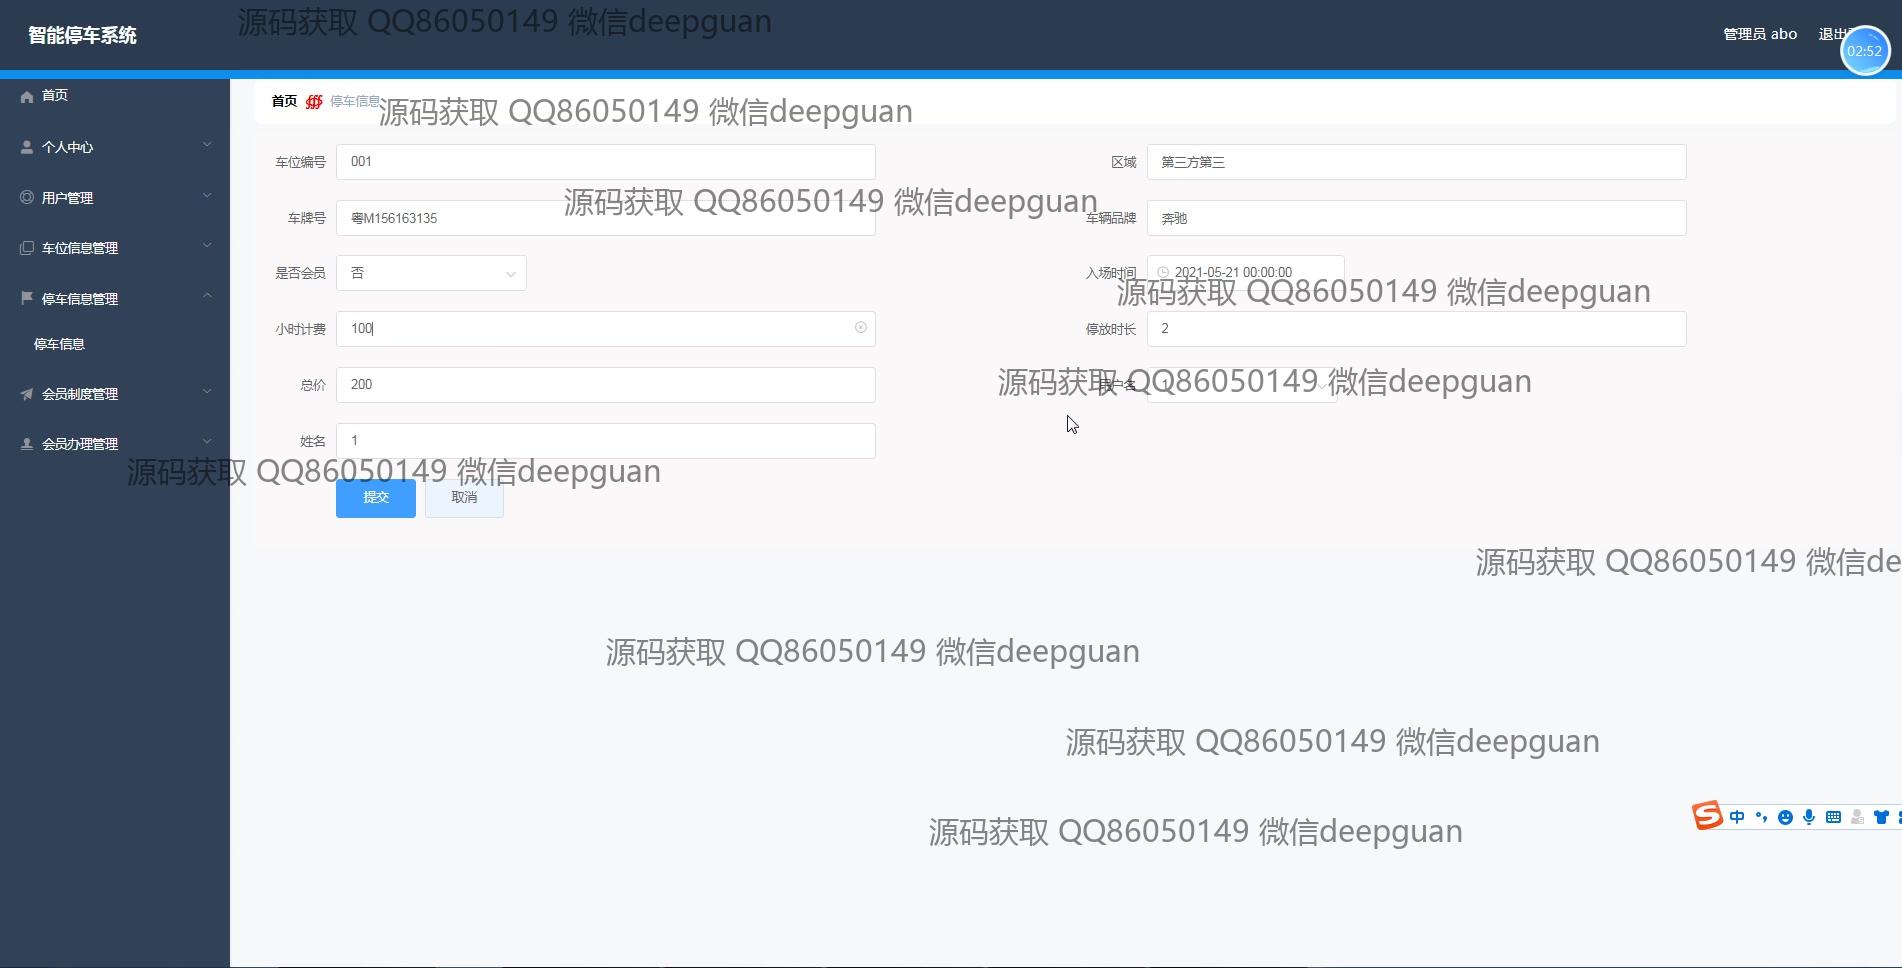 智能停车系统
源码获取 QQ86050149 微信deepguan
管理员 abo
退出
02:52
首页
个人中心
用户管理
车位信息管理
停车信息管理
停车信息
会员制度管理
会员办理管理
首页 停车信息
源码获取 QQ86050149 微信deepguan
车位编号 001
区域 第三方第三
源码获取 QQ86050149 微信deepguan
车牌号 粤M156163135
车辆品牌 奔驰
是否会员 否
入场时间 2021-05-21 00:00:00
源码获取 QQ86050149 微信deepguan
小时计费 100
停放时长 2
总价 200
用户名 1
源码获取 QQ86050149 微信deepguan
姓名 1
源码获取 QQ86050149 微信deepguan
提交 取消
源码获取 QQ86050149 微信de
源码获取 QQ86050149 微信deepguan
源码获取 QQ86050149 微信deepguan
源码获取 QQ86050149 微信deepguan
S 中